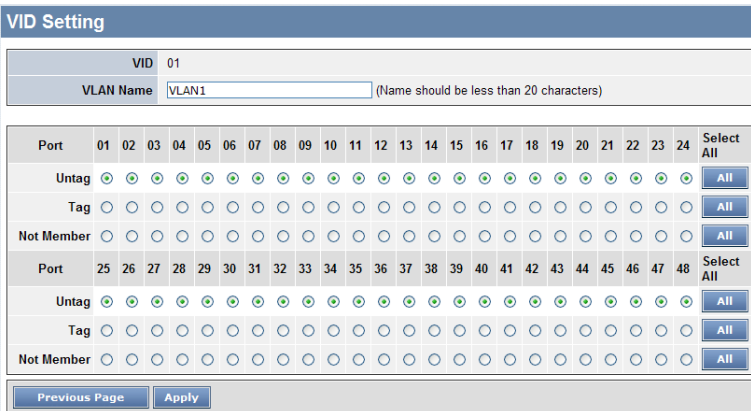 VID Setting
VID 01
VLAN Name VLAN1 (Name should be less than 20 characters)
Port 01 02 03 04 05 06 07 08 09 10 11 12 13 14 15 16 17 18 19 20 21 22 23 24 Select All
Untag All
Tag All
Not Member All
Port 25 26 27 28 29 30 31 32 33 34 35 36 37 38 39 40 41 42 43 44 45 46 47 48 Select All
Untag All
Tag All
Not Member All
Previous Page Apply